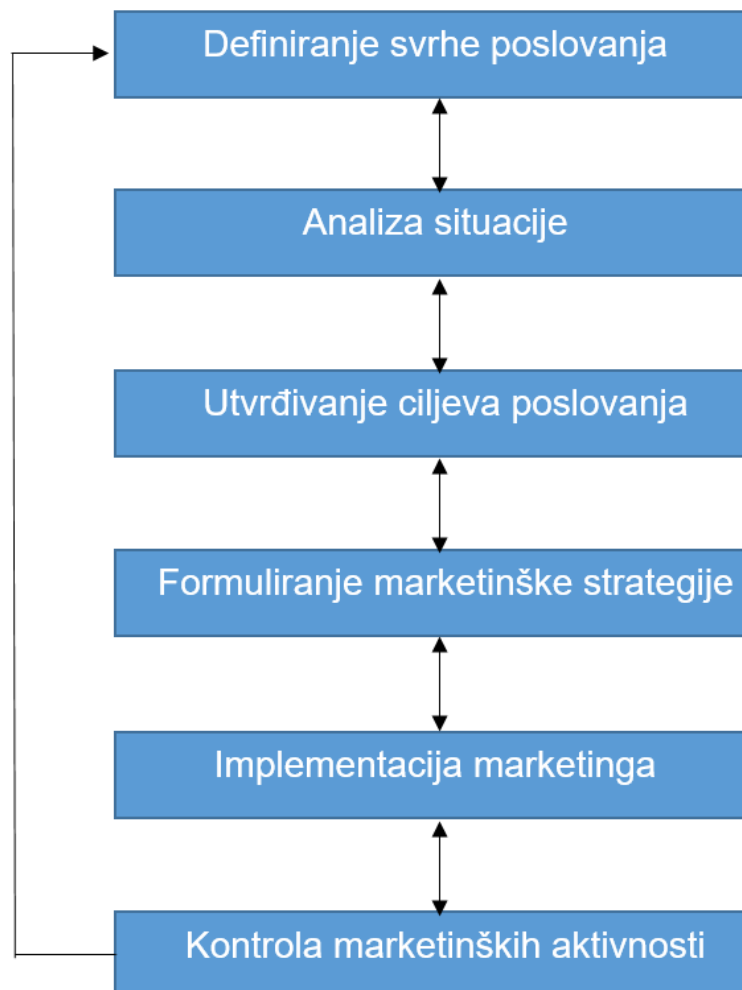 Definiranje svrhe poslovanja
Analiza situacije
Utvrđivanje ciljeva poslovanja
Formuliranje marketinške strategije
Implementacija marketinga
Kontrola marketinških aktivnosti